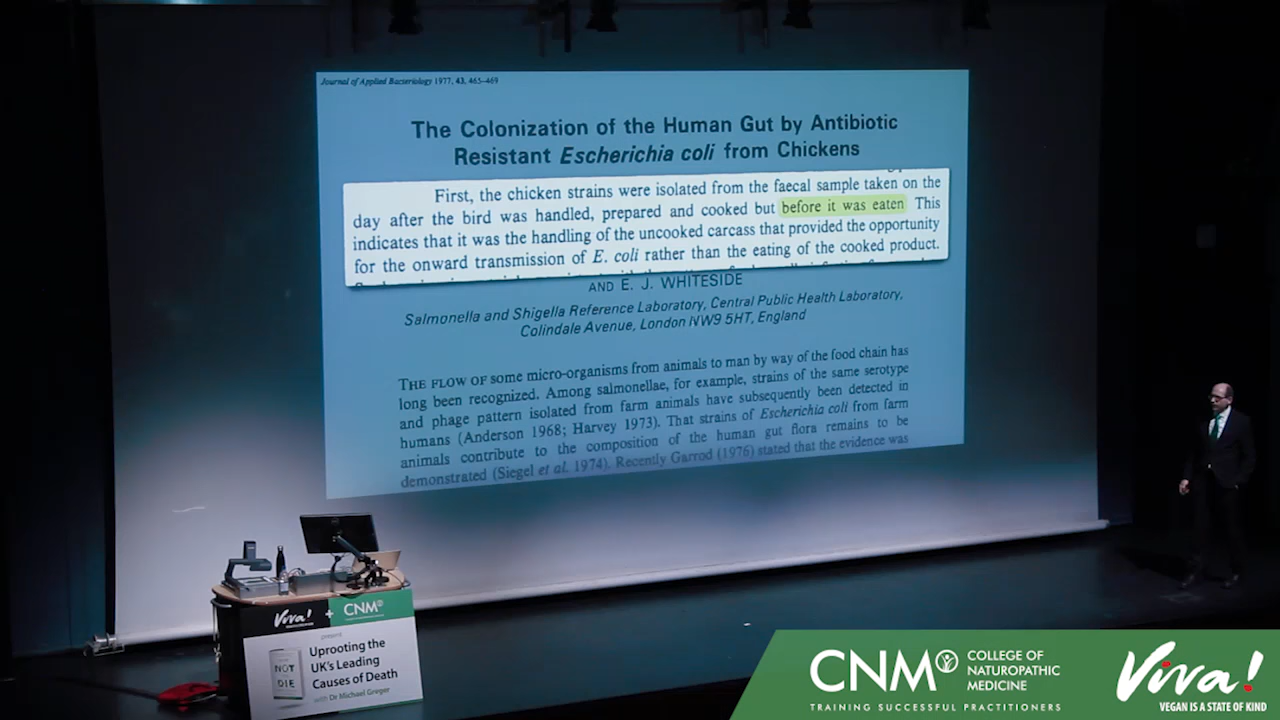 Journal of Applied Bacteriology 1977, 43, 465–469
The Colonization of the Human Gut by Antibiotic
Resistant Escherichia coli from Chickens
First, the chicken strains were isolated from the faecal sample taken on the
day after the bird was handled, prepared and cooked but before it was eaten This
indicates that it was the handling of the uncooked carcass that provided the opportunity
for the onward transmission of E. coli rather than the eating of the cooked product.
AND E. J. WHITESIDE
Salmonella and Shigella Reference Laboratory, Central Public Health Laboratory,
Colindale Avenue, London NW9 5HT, England
THE FLOW OF some micro-organisms from animals to man by way of the food chain has
long been recognized. Among salmonellae, for example, strains of the same serotype
and phage pattern isolated from farm animals have subsequently been detected in
humans (Anderson 1968; Harvey 1973). That strains of Escherichia coli from farm
animals contribute to the composition of the human gut flora remains to be
demonstrated (Siegel et al. 1974). Recently Garrod (1976) stated that the evidence was
Viva! + CNM
present
Uprooting the
UK's Leading
Causes of Death
with Dr Michael Greger
NOT
DIE
CNM
COLLEGE OF
NATUROPATHIC
MEDICINE
TRAINING SUCCESSFUL PRACTITIONERS
Viva!
VEGAN IS A STATE OF KIND